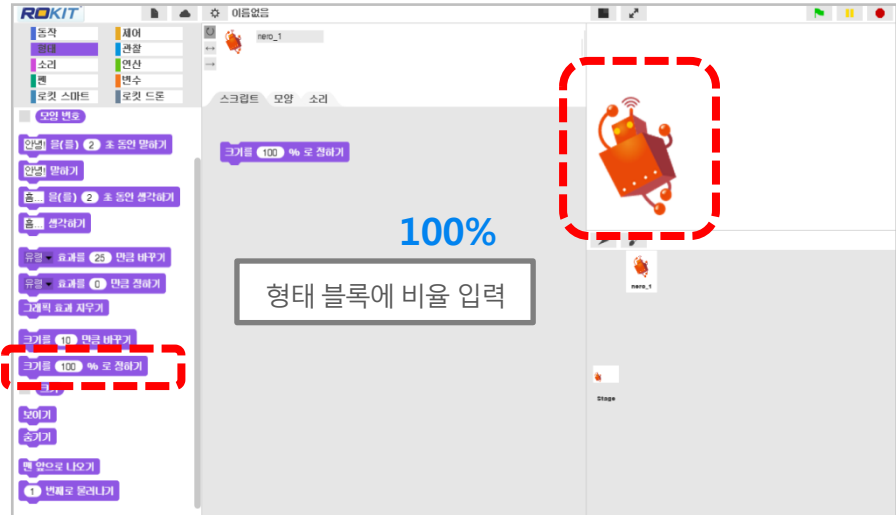 ROKIT
이름없음
동작
제어
형태
관찰
소리
연산
펜
변수
로킷 스마트
로킷 드론
nero_1
스크립트 모양 소리
모양 번호
안녕! 을(를) 2 초 동안 말하기
안녕! 말하기
흠... 을(를) 2 초 동안 생각하기
흠... 생각하기
유령 효과를 25 만큼 바꾸기
유령 효과를 0 만큼 정하기
그래픽 효과 지우기
크기를 10 만큼 바꾸기
크기를 100 % 로 정하기
크기
보이기
숨기기
맨 앞으로 나오기
1 번째로 물러나기
크기를 100 % 로 정하기
100%
형태 블록에 비율 입력
nero_1
Stage